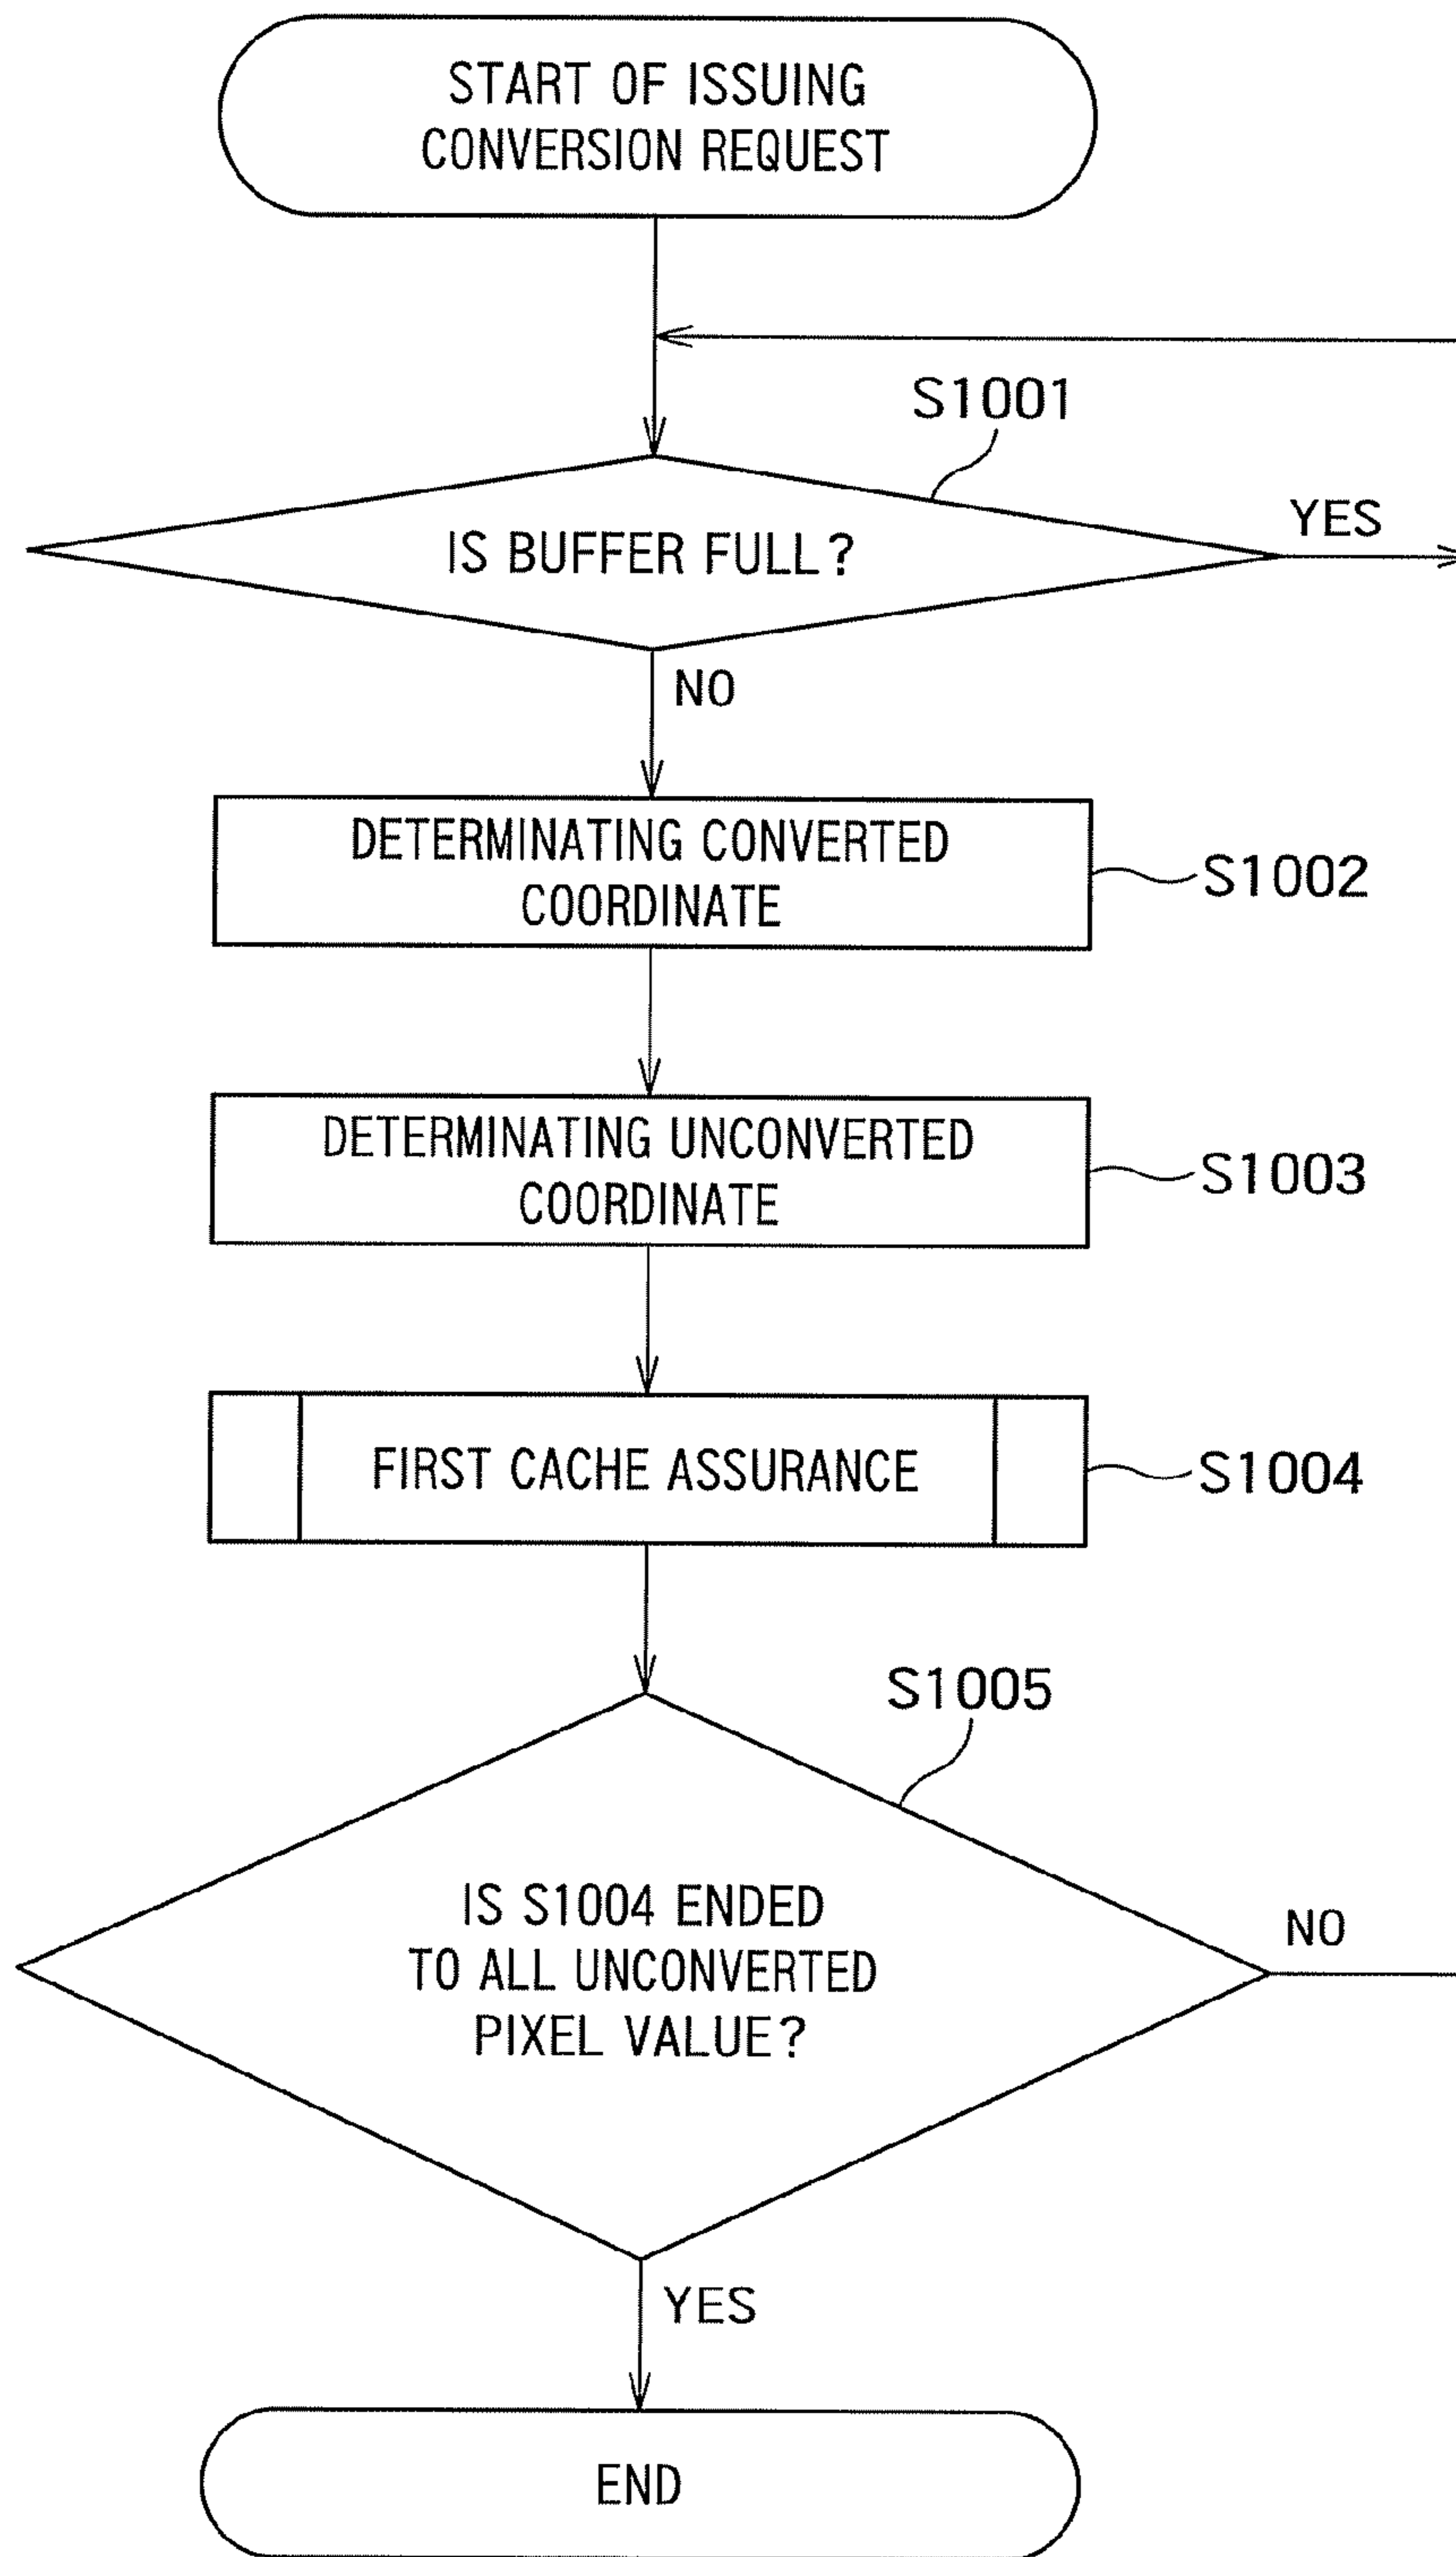 START OF ISSUING
CONVERSION REQUEST
S1001
IS BUFFER FULL?
YES
NO
DETERMINATING CONVERTED
COORDINATE
S1002
DETERMINATING UNCONVERTED
COORDINATE
S1003
FIRST CACHE ASSURANCE
S1004
S1005
IS S1004 ENDED
TO ALL UNCONVERTED
PIXEL VALUE?
NO
YES
END